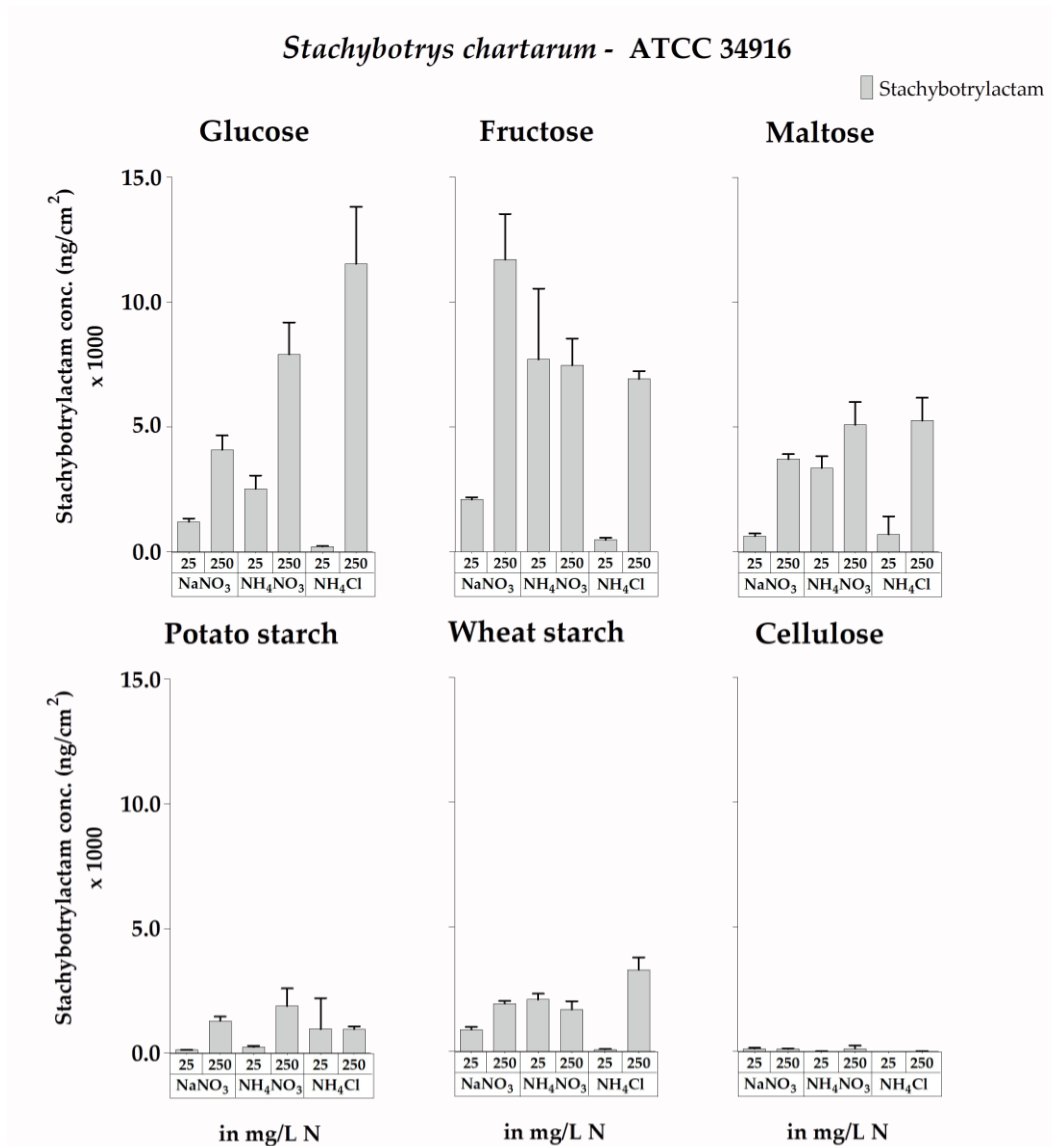 Stachybotrys chartarum - ATCC 34916
Stachybotrylactam
Glucose Fructose Maltose
Stachybotrylactam conc. (ng/cm²)
x 1000
15.0
10.0
5.0
0.0
25 250 25 250 25 250 25 250 25 250 25 250 25 250 25 250 25 250
NaNO₃ NH₄NO₃ NH₄Cl NaNO₃ NH₄NO₃ NH₄Cl NaNO₃ NH₄NO₃ NH₄Cl
Potato starch Wheat starch Cellulose
Stachybotrylactam conc. (ng/cm²)
x 1000
15.0
10.0
5.0
0.0
25 250 25 250 25 250 25 250 25 250 25 250 25 250 25 250 25 250
NaNO₃ NH₄NO₃ NH₄Cl NaNO₃ NH₄NO₃ NH₄Cl NaNO₃ NH₄NO₃ NH₄Cl
in mg/L N in mg/L N in mg/L N